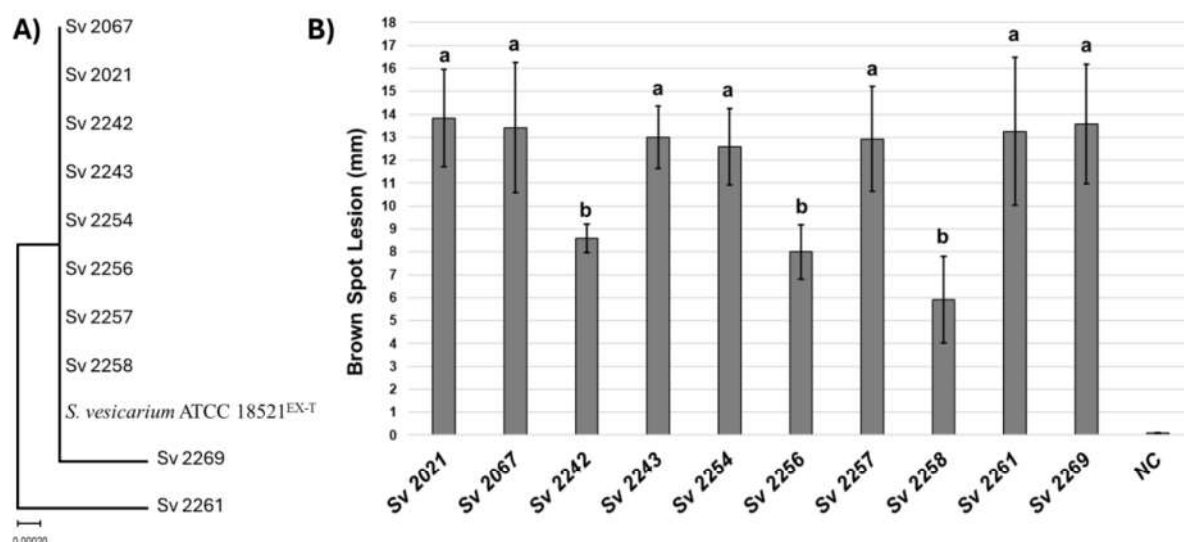 A)
Sv 2067
Sv 2021
Sv 2242
Sv 2243
Sv 2254
Sv 2256
Sv 2257
Sv 2258
S. vesicarium ATCC 18521EX-T
Sv 2269
Sv 2261
0.00020
B)
Brown Spot Lesion (mm)
18
17
16
15
14
13
12
11
10
9
8
7
6
5
4
3
2
1
0
a
a
b
a
a
b
a
b
a
a
Sv 2021
Sv 2067
Sv 2242
Sv 2243
Sv 2254
Sv 2256
Sv 2257
Sv 2258
Sv 2261
Sv 2269
NC